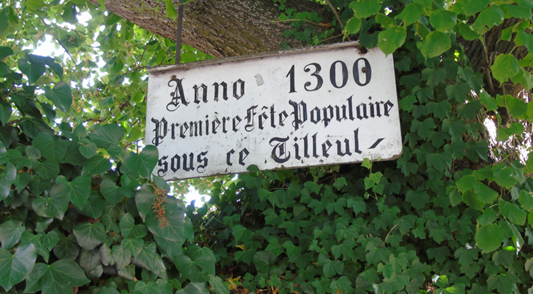 Anno 1300
Première Fête Populaire
sous ce Tilleul